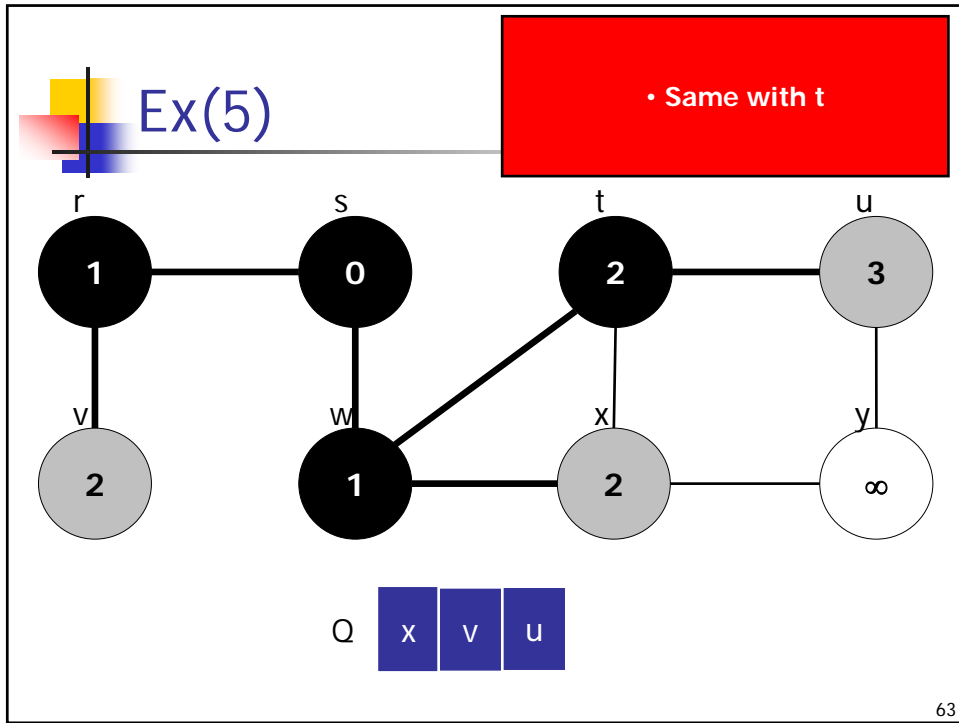 Ex(5)
• Same with t
r s t u
1 0 2 3
v w x y
2 1 2 ∞
Q x v u
63